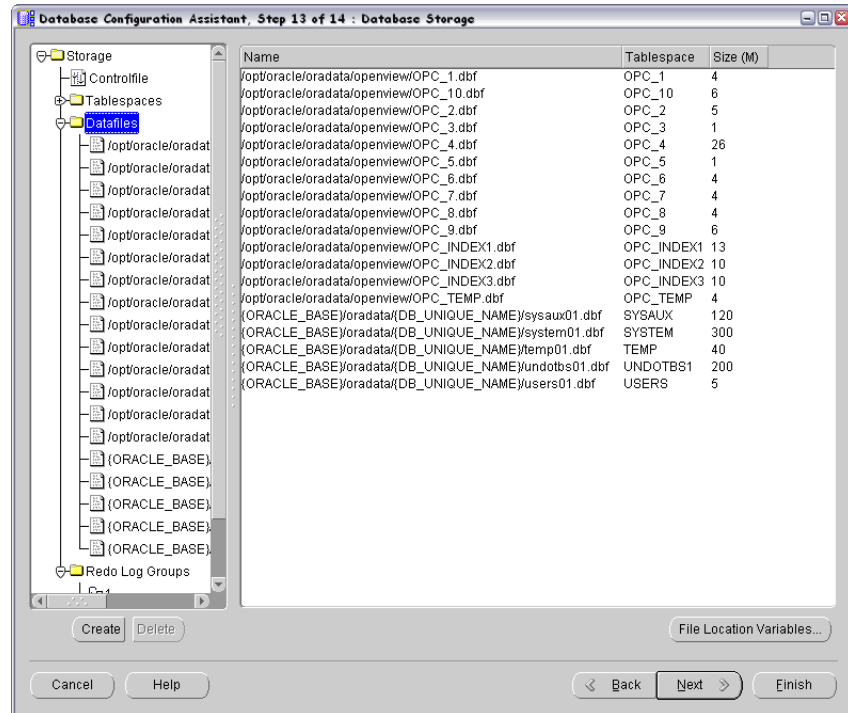 Database Configuration Assistant, Step 13 of 14 : Database Storage
Storage
Controlfile
Tablespaces
Datafiles
/opt/oracle/oradat
/opt/oracle/oradat
/opt/oracle/oradat
/opt/oracle/oradat
/opt/oracle/oradat
/opt/oracle/oradat
/opt/oracle/oradat
/opt/oracle/oradat
/opt/oracle/oradat
/opt/oracle/oradat
/opt/oracle/oradat
/opt/oracle/oradat
/opt/oracle/oradat
/opt/oracle/oradat
{ORACLE_BASE}
{ORACLE_BASE}
{ORACLE_BASE}
{ORACLE_BASE}
{ORACLE_BASE}
Redo Log Groups
Name Tablespace Size (M)
/opt/oracle/oradata/openview/OPC_1.dbf OPC_1 4
/opt/oracle/oradata/openview/OPC_10.dbf OPC_10 6
/opt/oracle/oradata/openview/OPC_2.dbf OPC_2 5
/opt/oracle/oradata/openview/OPC_3.dbf OPC_3 1
/opt/oracle/oradata/openview/OPC_4.dbf OPC_4 26
/opt/oracle/oradata/openview/OPC_5.dbf OPC_5 1
/opt/oracle/oradata/openview/OPC_6.dbf OPC_6 4
/opt/oracle/oradata/openview/OPC_7.dbf OPC_7 4
/opt/oracle/oradata/openview/OPC_8.dbf OPC_8 4
/opt/oracle/oradata/openview/OPC_9.dbf OPC_9 6
/opt/oracle/oradata/openview/OPC_INDEX1.dbf OPC_INDEX1 13
/opt/oracle/oradata/openview/OPC_INDEX2.dbf OPC_INDEX2 10
/opt/oracle/oradata/openview/OPC_INDEX3.dbf OPC_INDEX3 10
/opt/oracle/oradata/openview/OPC_TEMP.dbf OPC_TEMP 4
{ORACLE_BASE}/oradata/{DB_UNIQUE_NAME}/sysaux01.dbf SYSAUX 120
{ORACLE_BASE}/oradata/{DB_UNIQUE_NAME}/system01.dbf SYSTEM 300
{ORACLE_BASE}/oradata/{DB_UNIQUE_NAME}/temp01.dbf TEMP 40
{ORACLE_BASE}/oradata/{DB_UNIQUE_NAME}/undotbs01.dbf UNDOTBS1 200
{ORACLE_BASE}/oradata/{DB_UNIQUE_NAME}/users01.dbf USERS 5
Create Delete File Location Variables...
Cancel Help Back Next Finish